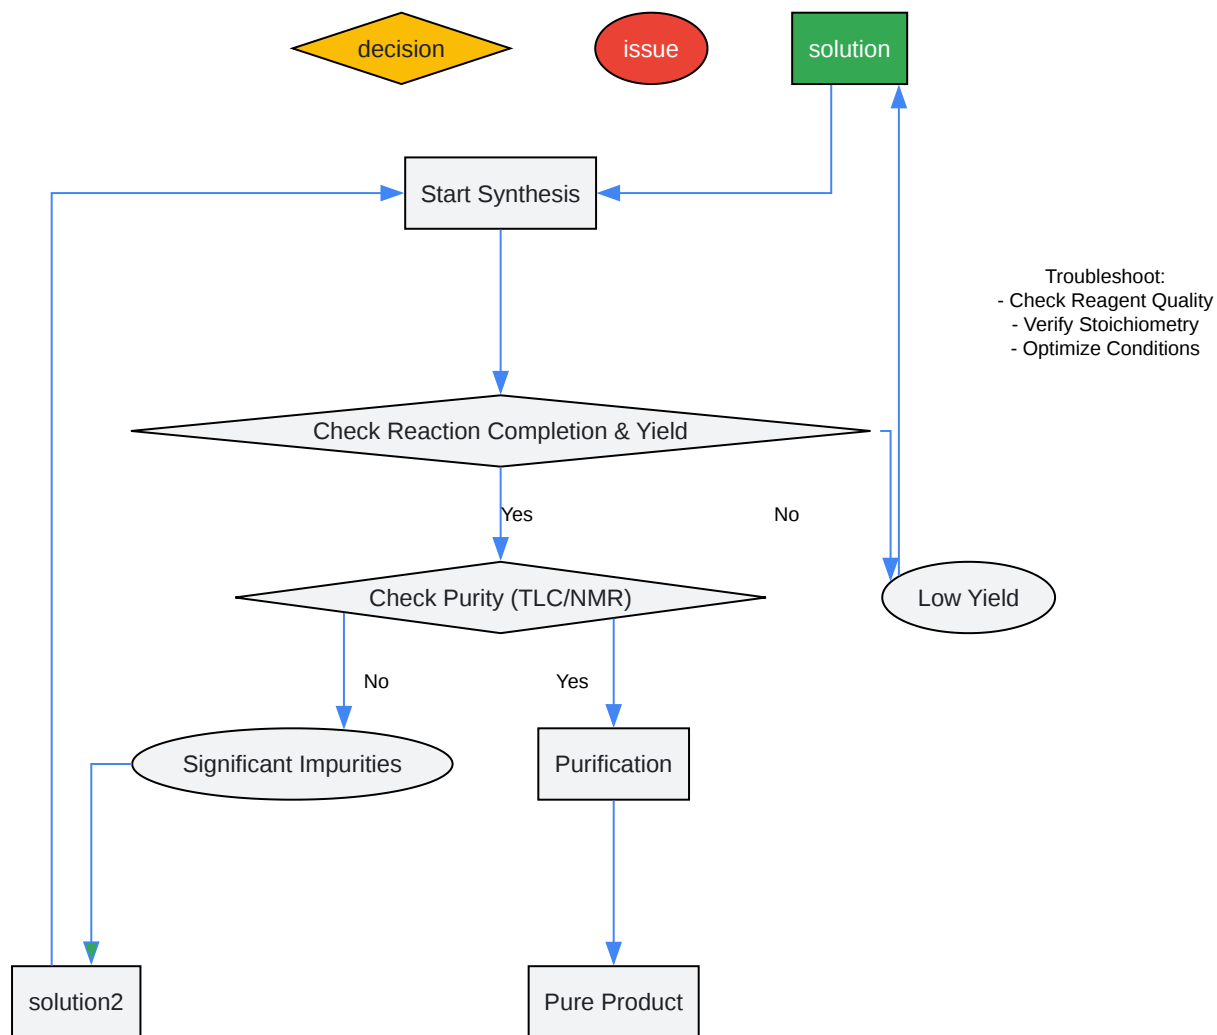 decision
issue
solution
Start Synthesis
Troubleshoot:
- Check Reagent Quality
- Verify Stoichiometry
- Optimize Conditions
Check Reaction Completion & Yield
Yes
No
Check Purity (TLC/NMR)
Low Yield
No
Yes
Significant Impurities
Purification
solution2
Pure Product